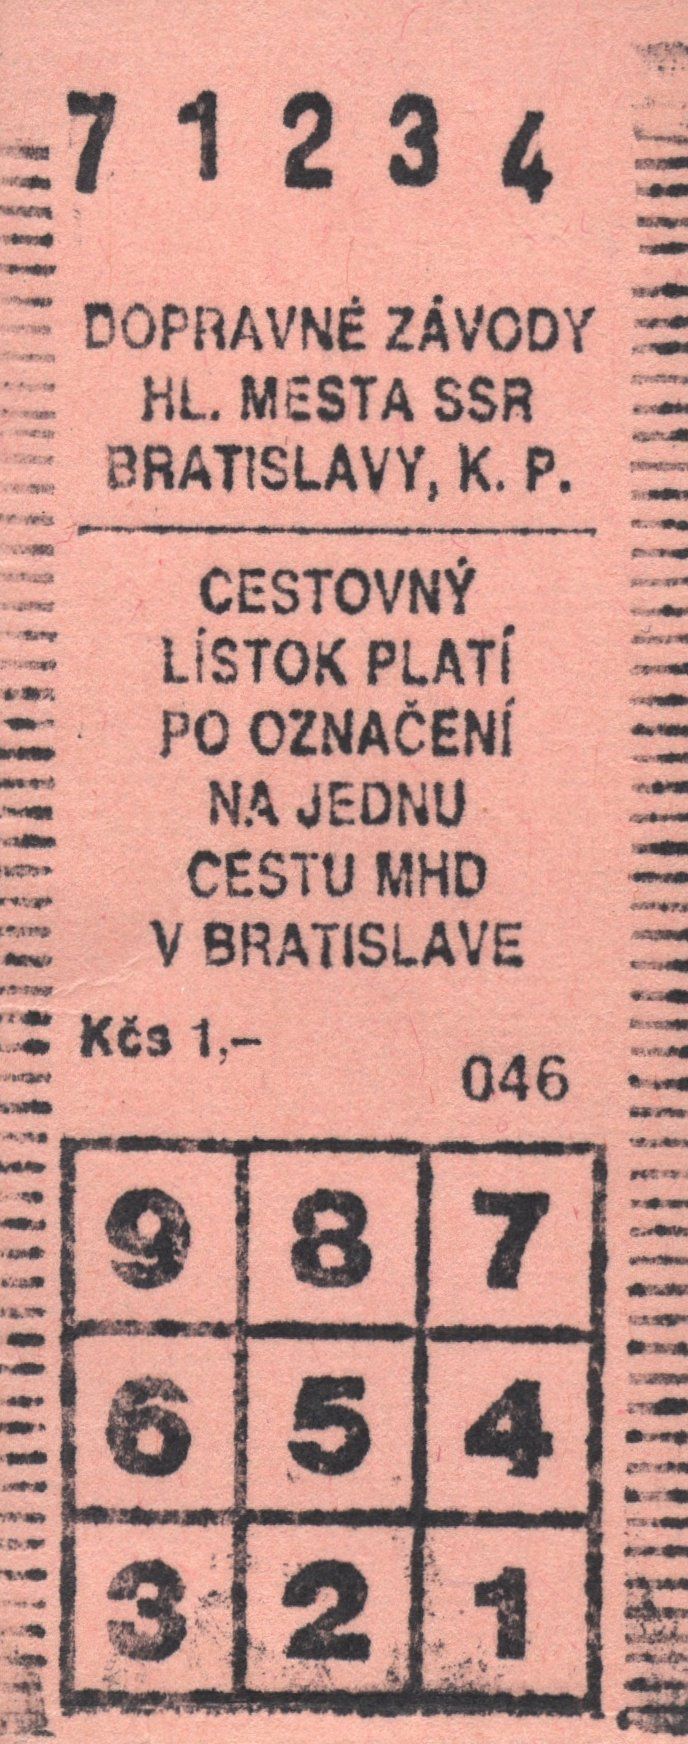 7 1 2 3 4
DOPRAVNÉ ZÁVODY
HL. MESTA SSR
BRATISLAVY, K. P.
CESTOVNÝ
LÍSTOK PLATÍ
PO OZNAČENÍ
NA JEDNU
CESTU MHD
V BRATISLAVE
Kčs 1,–
046
9 8 7
6 5 4
3 2 1